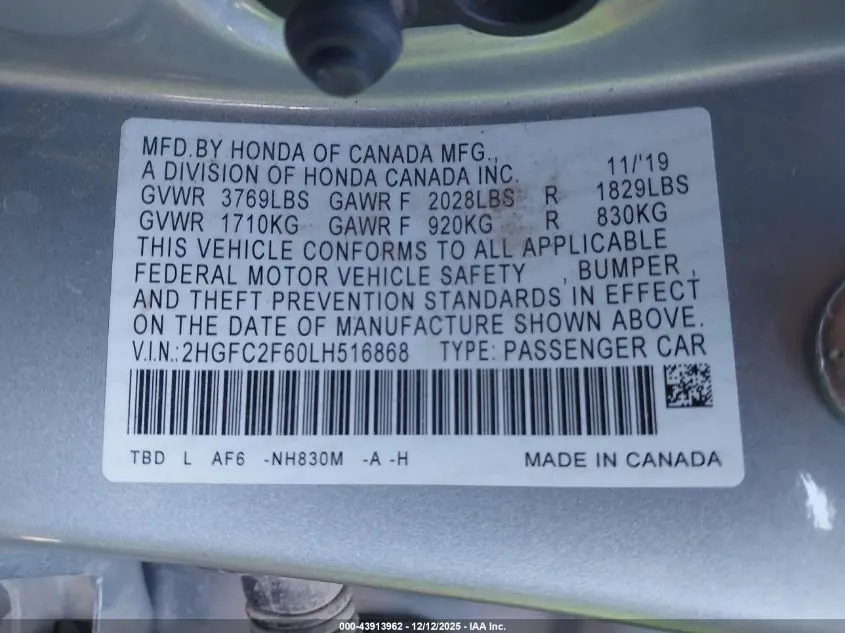 MFD.BY HONDA OF CANADA MFG.,
A DIVISION OF HONDA CANADA INC. 11/'19
GVWR 3769LBS GAWR F 2028LBS R 1829LBS
GVWR 1710KG GAWR F 920KG R 830KG
THIS VEHICLE CONFORMS TO ALL APPLICABLE
FEDERAL MOTOR VEHICLE SAFETY , BUMPER ,
AND THEFT PREVENTION STANDARDS IN EFFECT
ON THE DATE OF MANUFACTURE SHOWN ABOVE.
V.I.N.:2HGFC2F60LH516868 TYPE: PASSENGER CAR
TBD L AF6 -NH830M -A -H MADE IN CANADA
000-43913962 - 12/12/2025 - IAA Inc.